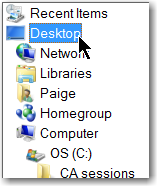 Recent Items
Desktop
Network
Libraries
Paige
Homegroup
Computer
OS (C:)
CA sessions